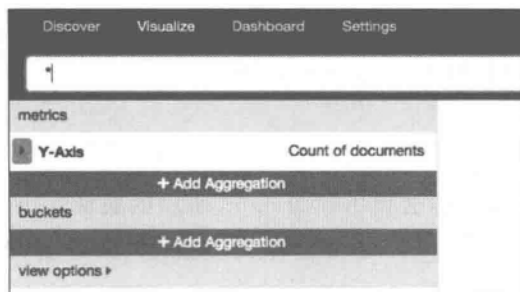 Discover Visualize Dashboard Settings
*
metrics
Y-Axis Count of documents
+ Add Aggregation
buckets
+ Add Aggregation
view options